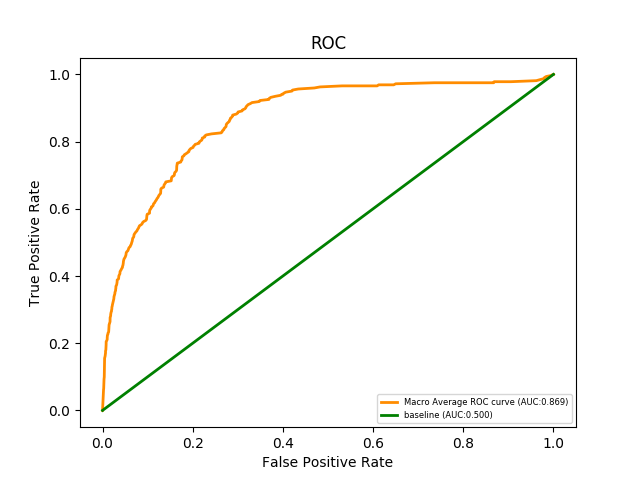 ROC
True Positive Rate
1.0
0.8
0.6
0.4
0.2
0.0
0.0 0.2 0.4 0.6 0.8 1.0
False Positive Rate
Macro Average ROC curve (AUC:0.869)
baseline (AUC:0.500)